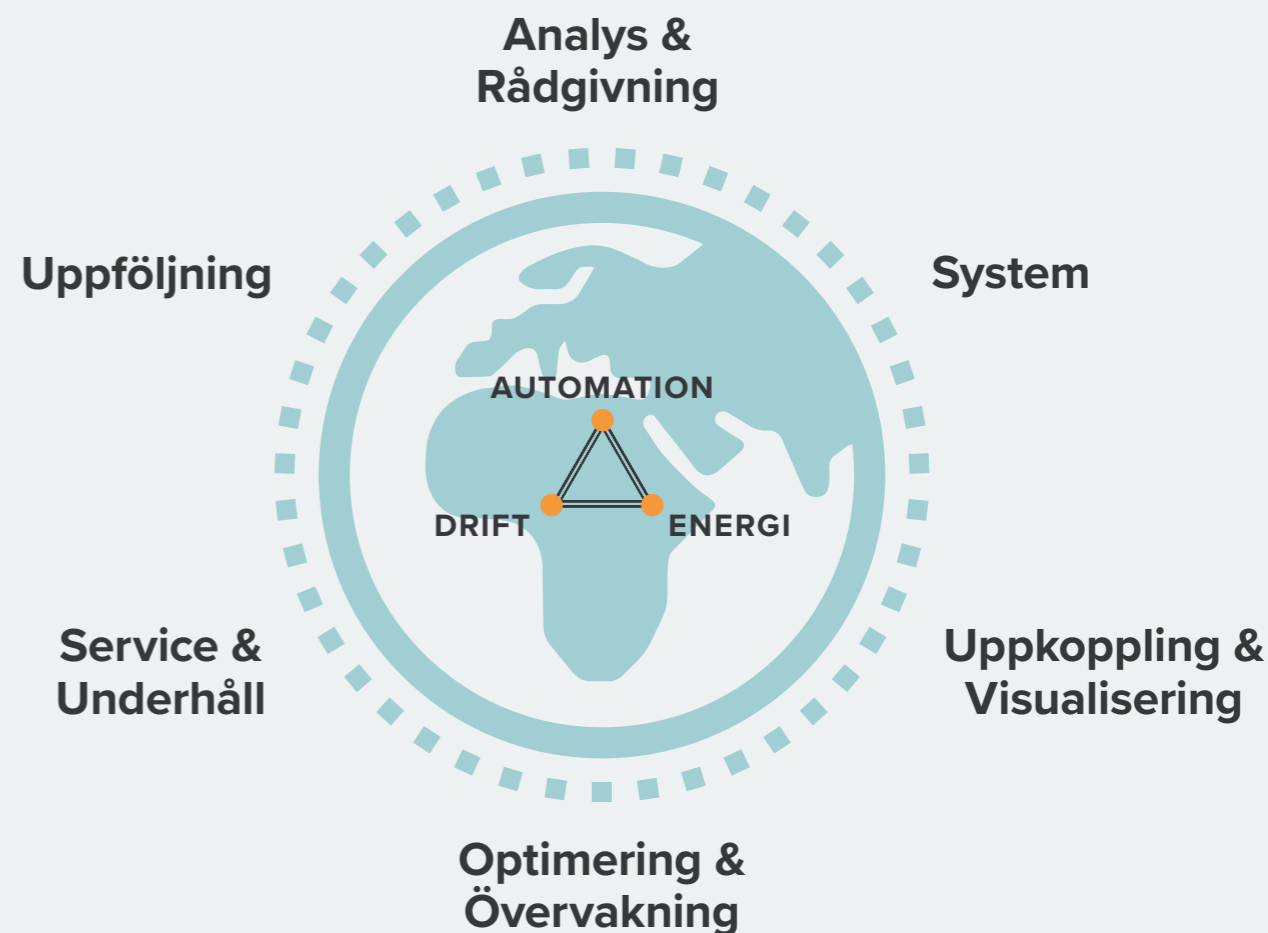 Analys &
Rådgivning
Uppföljning
System
AUTOMATION
DRIFT
ENERGI
Service &
Underhåll
Uppkoppling &
Visualisering
Optimering &
Övervakning